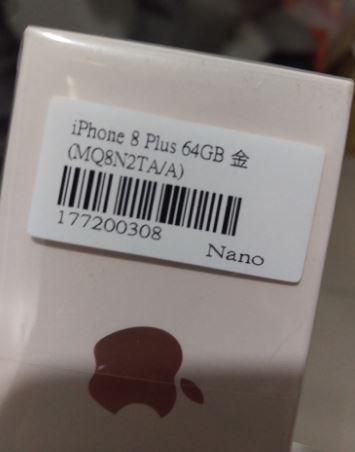 iPhone 8 Plus 64GB 金
(MQ8N2TA/A)
177200308
Nano